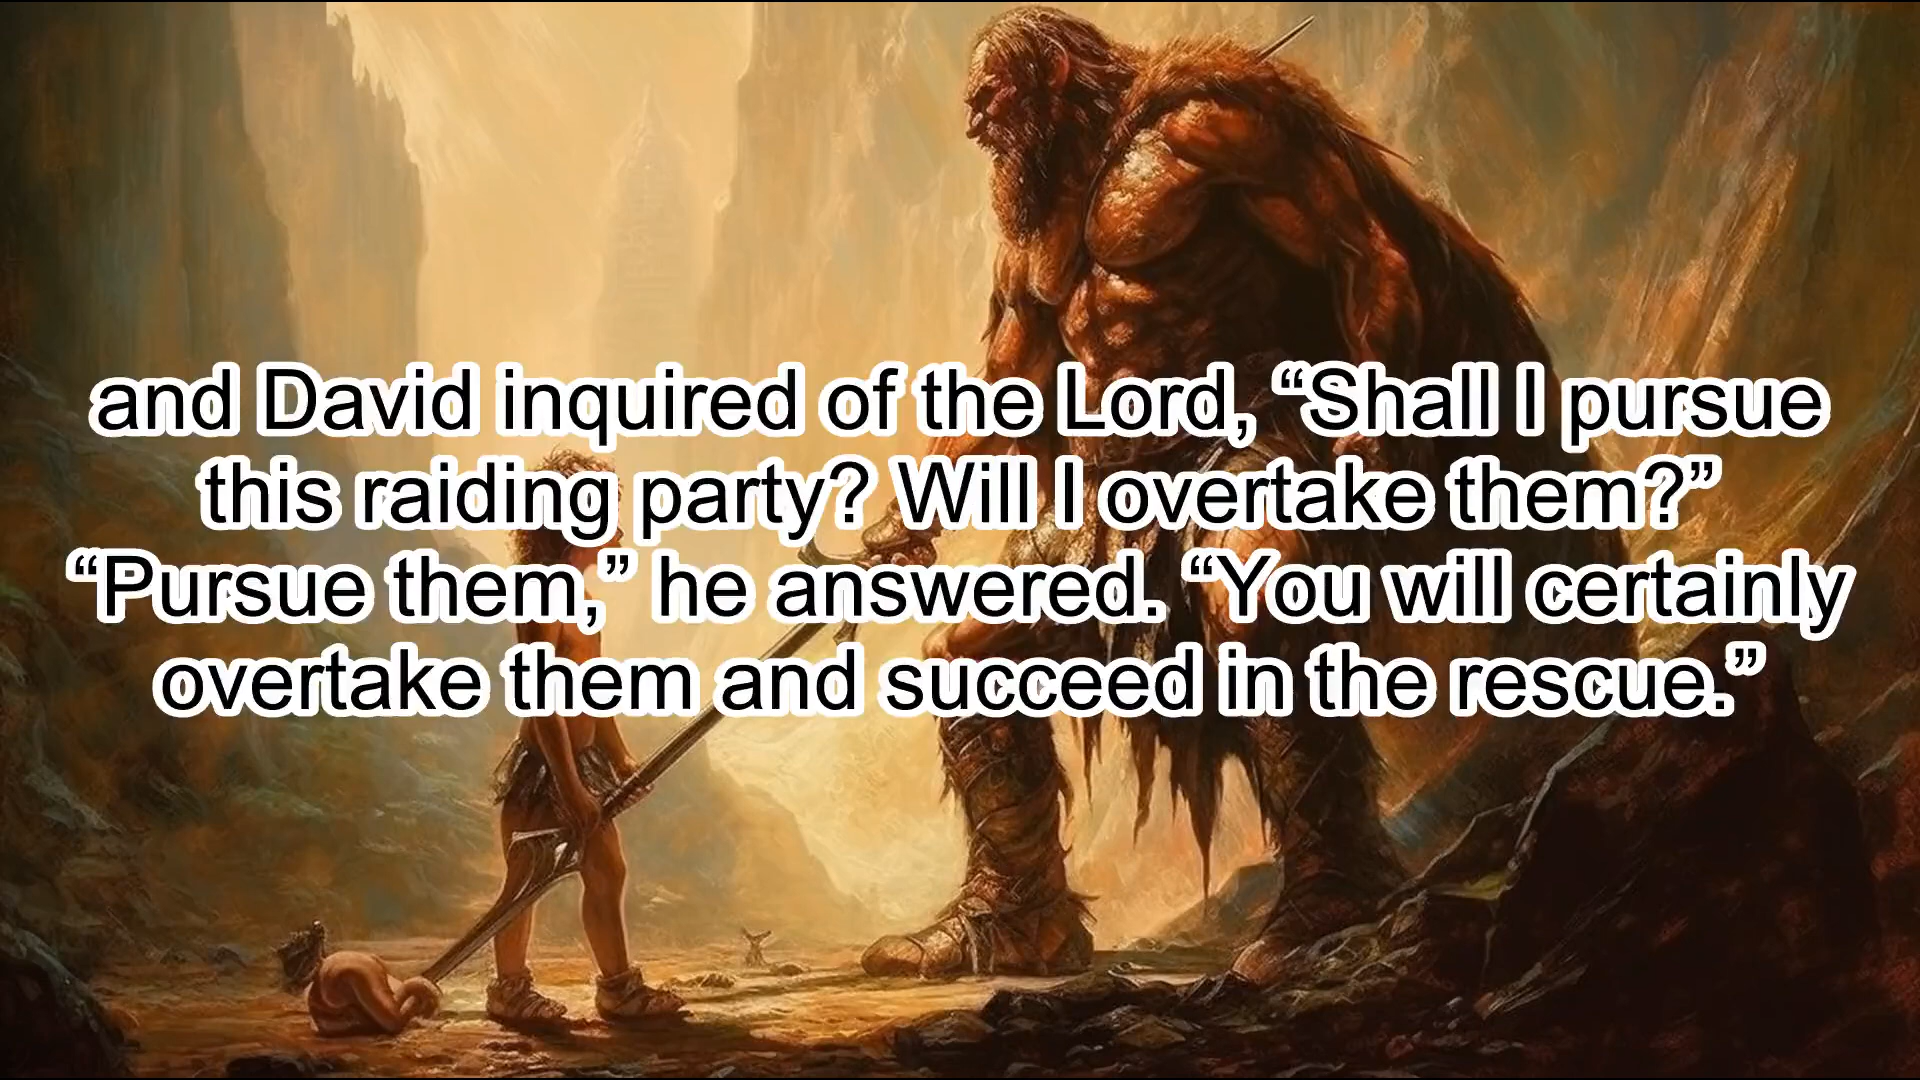 and David inquired of the Lord, “Shall I pursue
this raiding party? Will I overtake them?”
“Pursue them,” he answered. “You will certainly
overtake them and succeed in the rescue.”